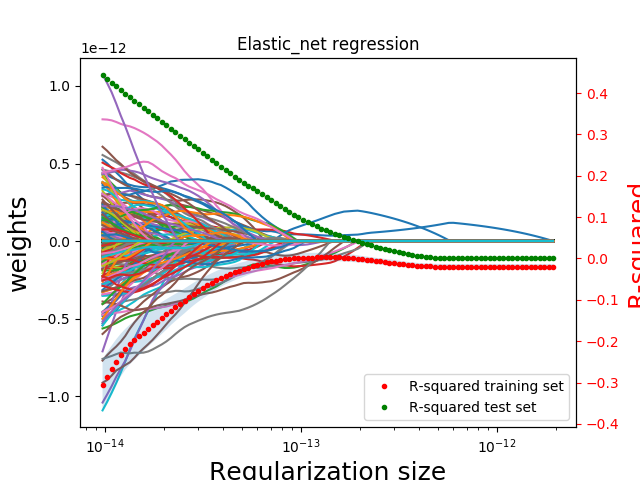 Elastic_net regression
1e−12
1.0
0.5
0.0
−0.5
−1.0
weights
0.4
0.3
0.2
0.1
0.0
−0.1
−0.2
−0.3
−0.4
R-squared
R-squared training set
R-squared test set
10−14
10−13
10−12
Regularization size